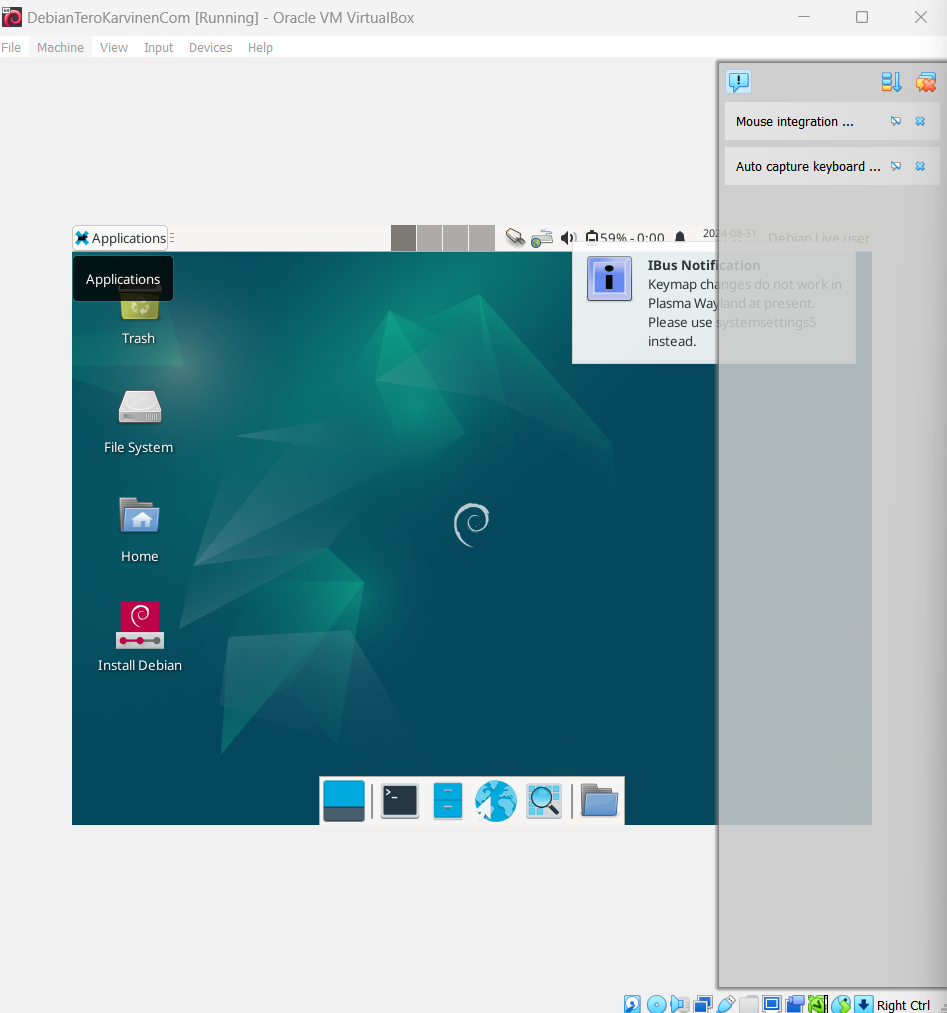 DebianTeroKarvinenCom [Running] - Oracle VM VirtualBox
File Machine View Input Devices Help
Mouse integration ...
Auto capture keyboard ...
Applications
59% - 0:00
2024-08-31
Debian Live user
Applications
IBus Notification
Keymap changes do not work in
Plasma Wayland at present.
Please use systemsettings5
instead.
Trash
File System
Home
Install Debian
>_
Right Ctrl